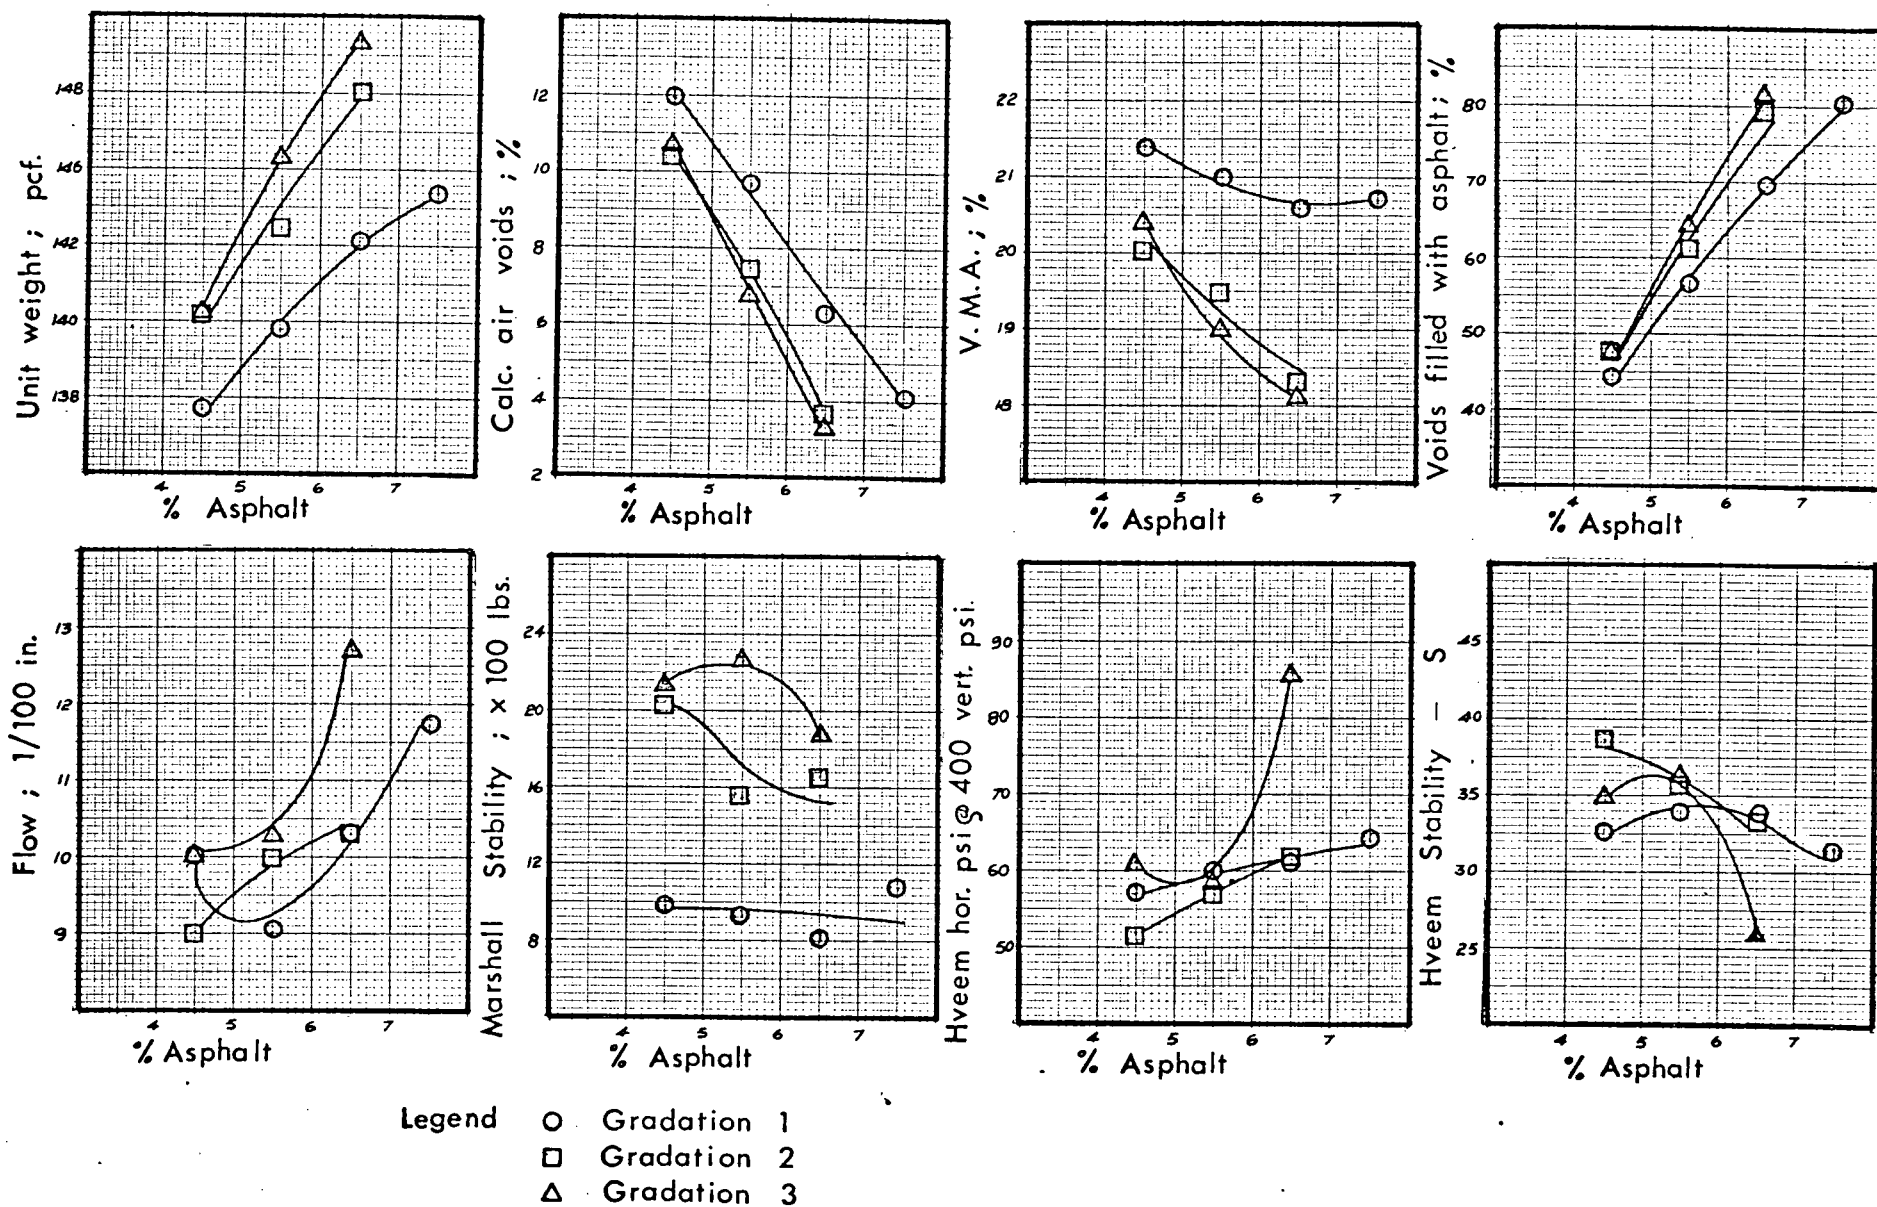 Unit weight ; pcf.
148
146
144
142
140
138
4 5 6 7
% Asphalt
Calc. air voids ; %
12
10
8
6
4
2
4 5 6 7
% Asphalt
V.M.A. ; %
22
21
20
19
18
4 5 6 7
% Asphalt
Voids filled with asphalt; %
80
70
60
50
40
4 5 6 7
% Asphalt
Flow ; 1/100 in.
13
12
11
10
9
4 5 6 7
% Asphalt
Marshall Stability ; x 100 lbs.
24
20
16
12
8
4 5 6 7
% Asphalt
Hveem hor. psi@ 400 vert. psi.
90
80
70
60
50
4 5 6 7
% Asphalt
Hveem Stability — S
45
40
35
30
25
4 5 6 7
% Asphalt
Legend
Gradation 1
Gradation 2
Gradation 3